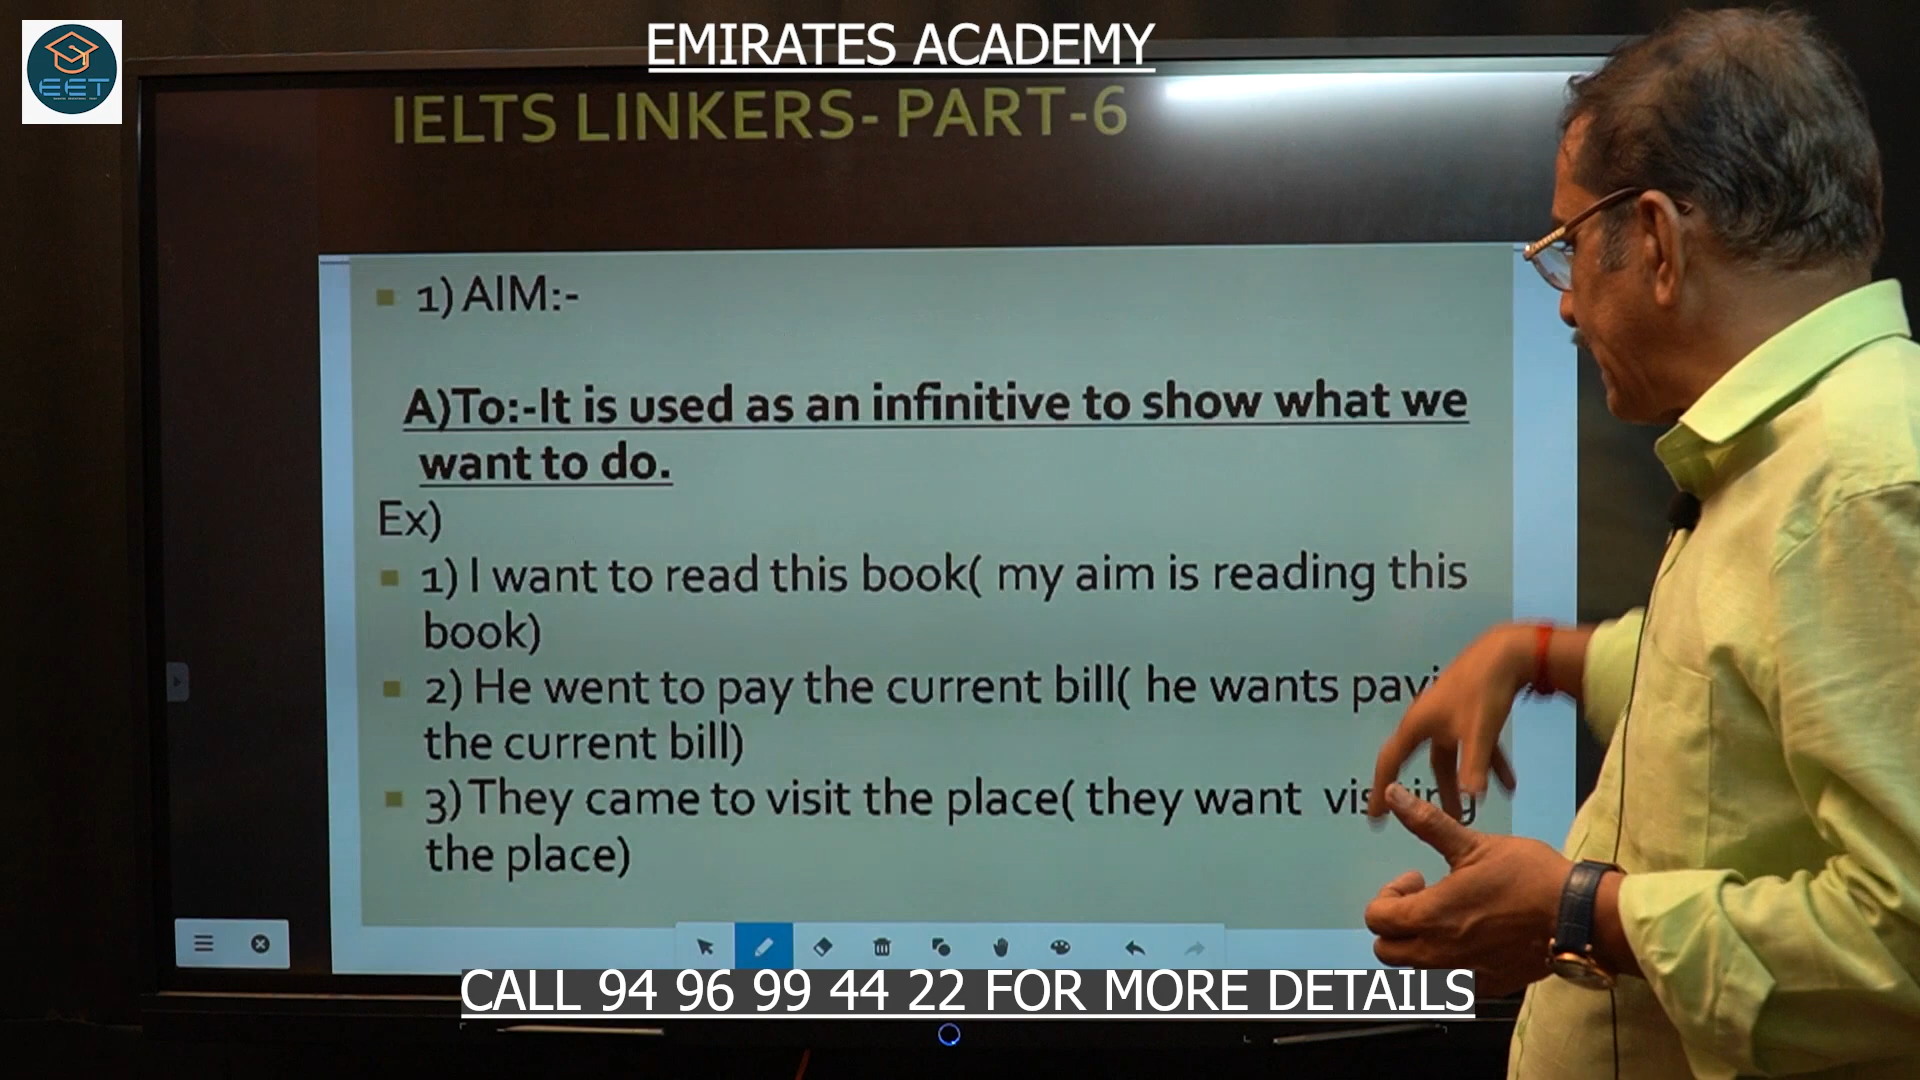 EMIRATES ACADEMY
EET
IELTS LINKERS- PART-6
1) AIM:-
A)To:-It is used as an infinitive to show what we
want to do.
Ex)
1) I want to read this book( my aim is reading this
book)
2) He went to pay the current bill( he wants
the current bill)
3) They came to visit the place( they want visiting
the place)
CALL 94 96 99 44 22 FOR MORE DETAILS